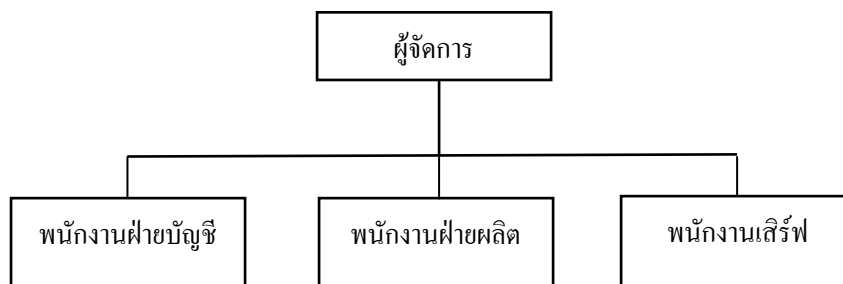 ผู้จัดการ
พนักงานฝ่ายบัญชี
พนักงานฝ่ายผลิต
พนักงานเสิร์ฟ